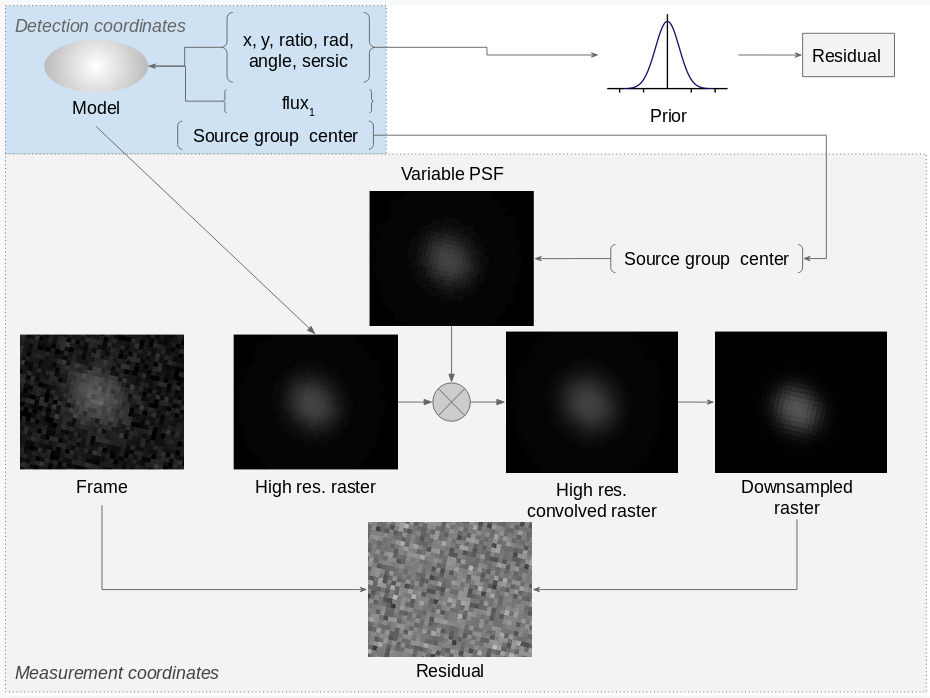 Detection coordinates
x, y, ratio, rad,
angle, sersic
Model
flux1
Source group center
Prior
Residual
Variable PSF
Source group center
Frame
High res. raster
High res.
convolved raster
Downsampled
raster
Residual
Measurement coordinates